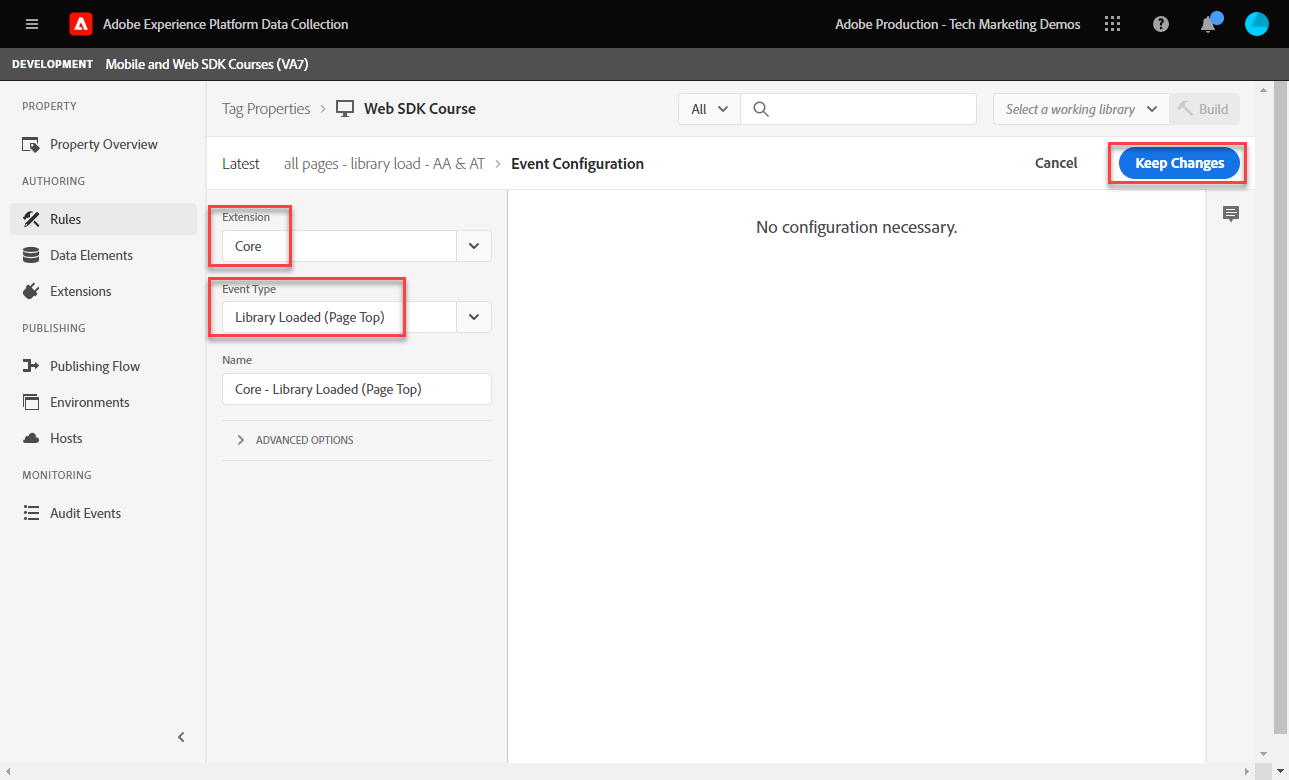 Adobe Experience Platform Data Collection
Adobe Production - Tech Marketing Demos
DEVELOPMENT Mobile and Web SDK Courses (VA7)
PROPERTY
Property Overview
AUTHORING
Rules
Data Elements
Extensions
PUBLISHING
Publishing Flow
Environments
Hosts
MONITORING
Audit Events
Tag Properties > Web SDK Course
All
Select a working library
Build
Latest all pages - library load - AA & AT > Event Configuration
Cancel
Keep Changes
Extension
Core
Event Type
Library Loaded (Page Top)
Name
Core - Library Loaded (Page Top)
ADVANCED OPTIONS
No configuration necessary.